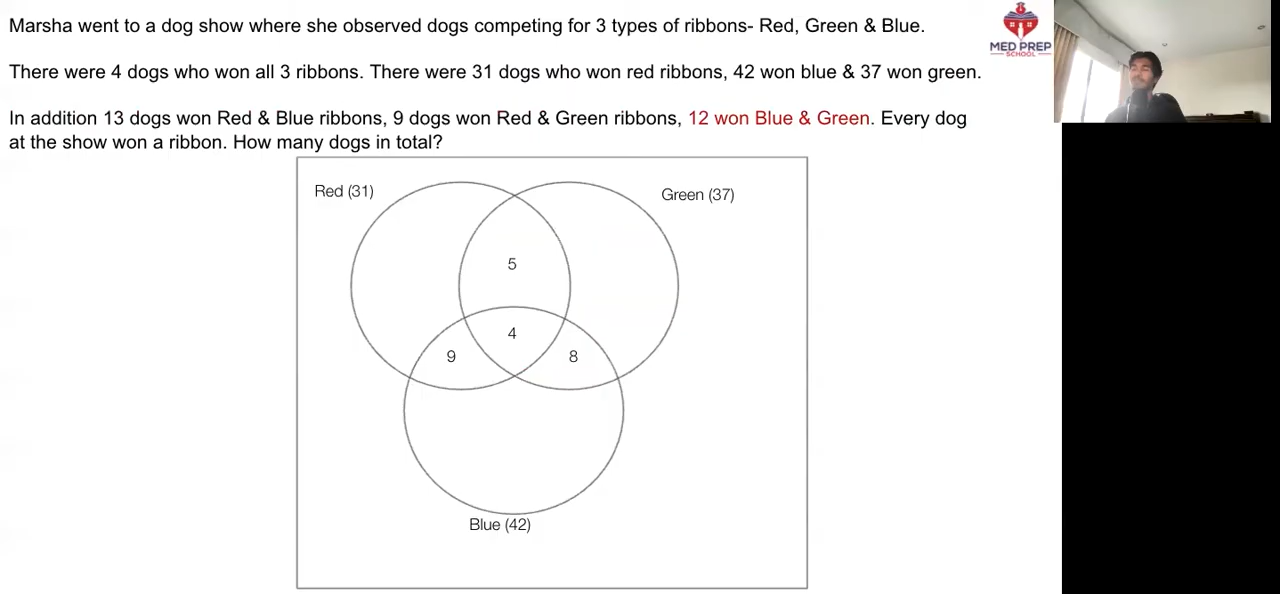 Marsha went to a dog show where she observed dogs competing for 3 types of ribbons- Red, Green & Blue.
MED PREP
SCHOOL
There were 4 dogs who won all 3 ribbons. There were 31 dogs who won red ribbons, 42 won blue & 37 won green.
In addition 13 dogs won Red & Blue ribbons, 9 dogs won Red & Green ribbons, 12 won Blue & Green. Every dog
at the show won a ribbon. How many dogs in total?
Red (31)
Green (37)
5
4
9
8
Blue (42)